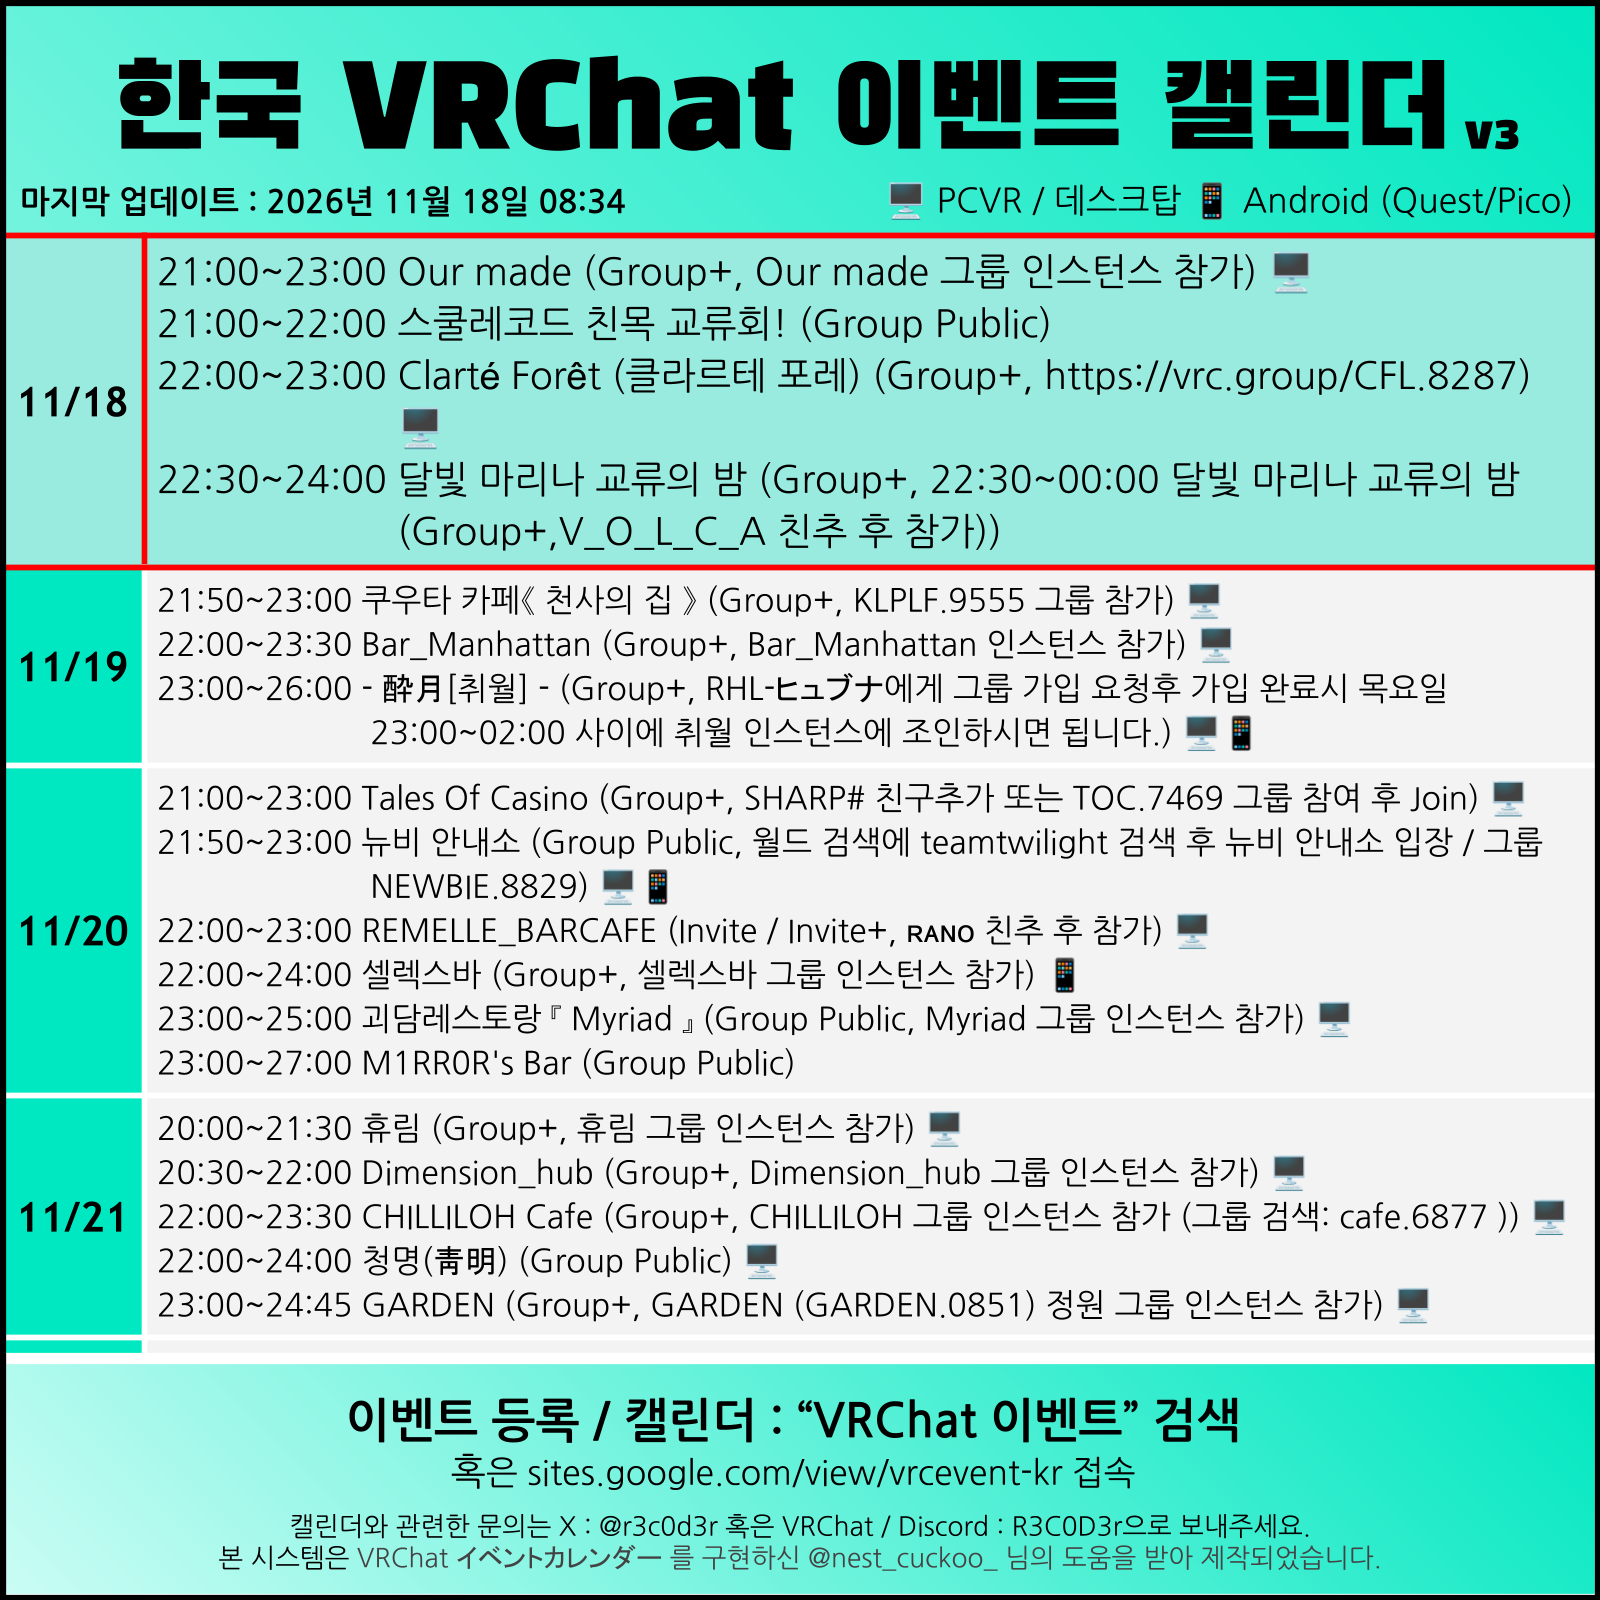 한국 VRChat 이벤트 캘린더 v3
마지막 업데이트 : 2026년 11월 18일 08:34
🖥️ PCVR / 데스크탑 📱 Android (Quest/Pico)
11/18
21:00~23:00 Our made (Group+, Our made 그룹 인스턴스 참가) 🖥️
21:00~22:00 스쿨레코드 친목 교류회! (Group Public)
22:00~23:00 Clarté Forêt (클라르테 포레) (Group+, https://vrc.group/CFL.8287)
🖥️
22:30~24:00 달빛 마리나 교류의 밤 (Group+, 22:30~00:00 달빛 마리나 교류의 밤
(Group+,V_O_L_C_A 친추 후 참가))
11/19
21:50~23:00 쿠우타 카페《 천사의 집 》 (Group+, KLPLF.9555 그룹 참가) 🖥️
22:00~23:30 Bar_Manhattan (Group+, Bar_Manhattan 인스턴스 참가) 🖥️
23:00~26:00 - 酔月[취월] - (Group+, RHL-ヒュブナ에게 그룹 가입 요청후 가입 완료시 목요일
23:00~02:00 사이에 취월 인스턴스에 조인하시면 됩니다.) 🖥️📱
11/20
21:00~23:00 Tales Of Casino (Group+, SHARP# 친구추가 또는 TOC.7469 그룹 참여 후 Join) 🖥️
21:50~23:00 뉴비 안내소 (Group Public, 월드 검색에 teamtwilight 검색 후 뉴비 안내소 입장 / 그룹
NEWBIE.8829) 🖥️📱
22:00~23:00 REMELLE_BARCAFE (Invite / Invite+, ʀᴀɴᴏ 친추 후 참가) 🖥️
22:00~24:00 셀렉스바 (Group+, 셀렉스바 그룹 인스턴스 참가) 📱
23:00~25:00 괴담레스토랑『 Myriad 』(Group Public, Myriad 그룹 인스턴스 참가) 🖥️
23:00~27:00 M1RR0R's Bar (Group Public)
11/21
20:00~21:30 휴림 (Group+, 휴림 그룹 인스턴스 참가) 🖥️
20:30~22:00 Dimension_hub (Group+, Dimension_hub 그룹 인스턴스 참가) 🖥️
22:00~23:30 CHILLILOH Cafe (Group+, CHILLILOH 그룹 인스턴스 참가 (그룹 검색: cafe.6877 )) 🖥️
22:00~24:00 청명(靑明) (Group Public) 🖥️
23:00~24:45 GARDEN (Group+, GARDEN (GARDEN.0851) 정원 그룹 인스턴스 참가) 🖥️
이벤트 등록 / 캘린더 : “VRChat 이벤트” 검색
혹은 sites.google.com/view/vrcevent-kr 접속
캘린더와 관련한 문의는 X : @r3c0d3r 혹은 VRChat / Discord : R3C0D3r으로 보내주세요.
본 시스템은 VRChat イベントカレンダー 를 구현하신 @nest_cuckoo_ 님의 도움을 받아 제작되었습니다.